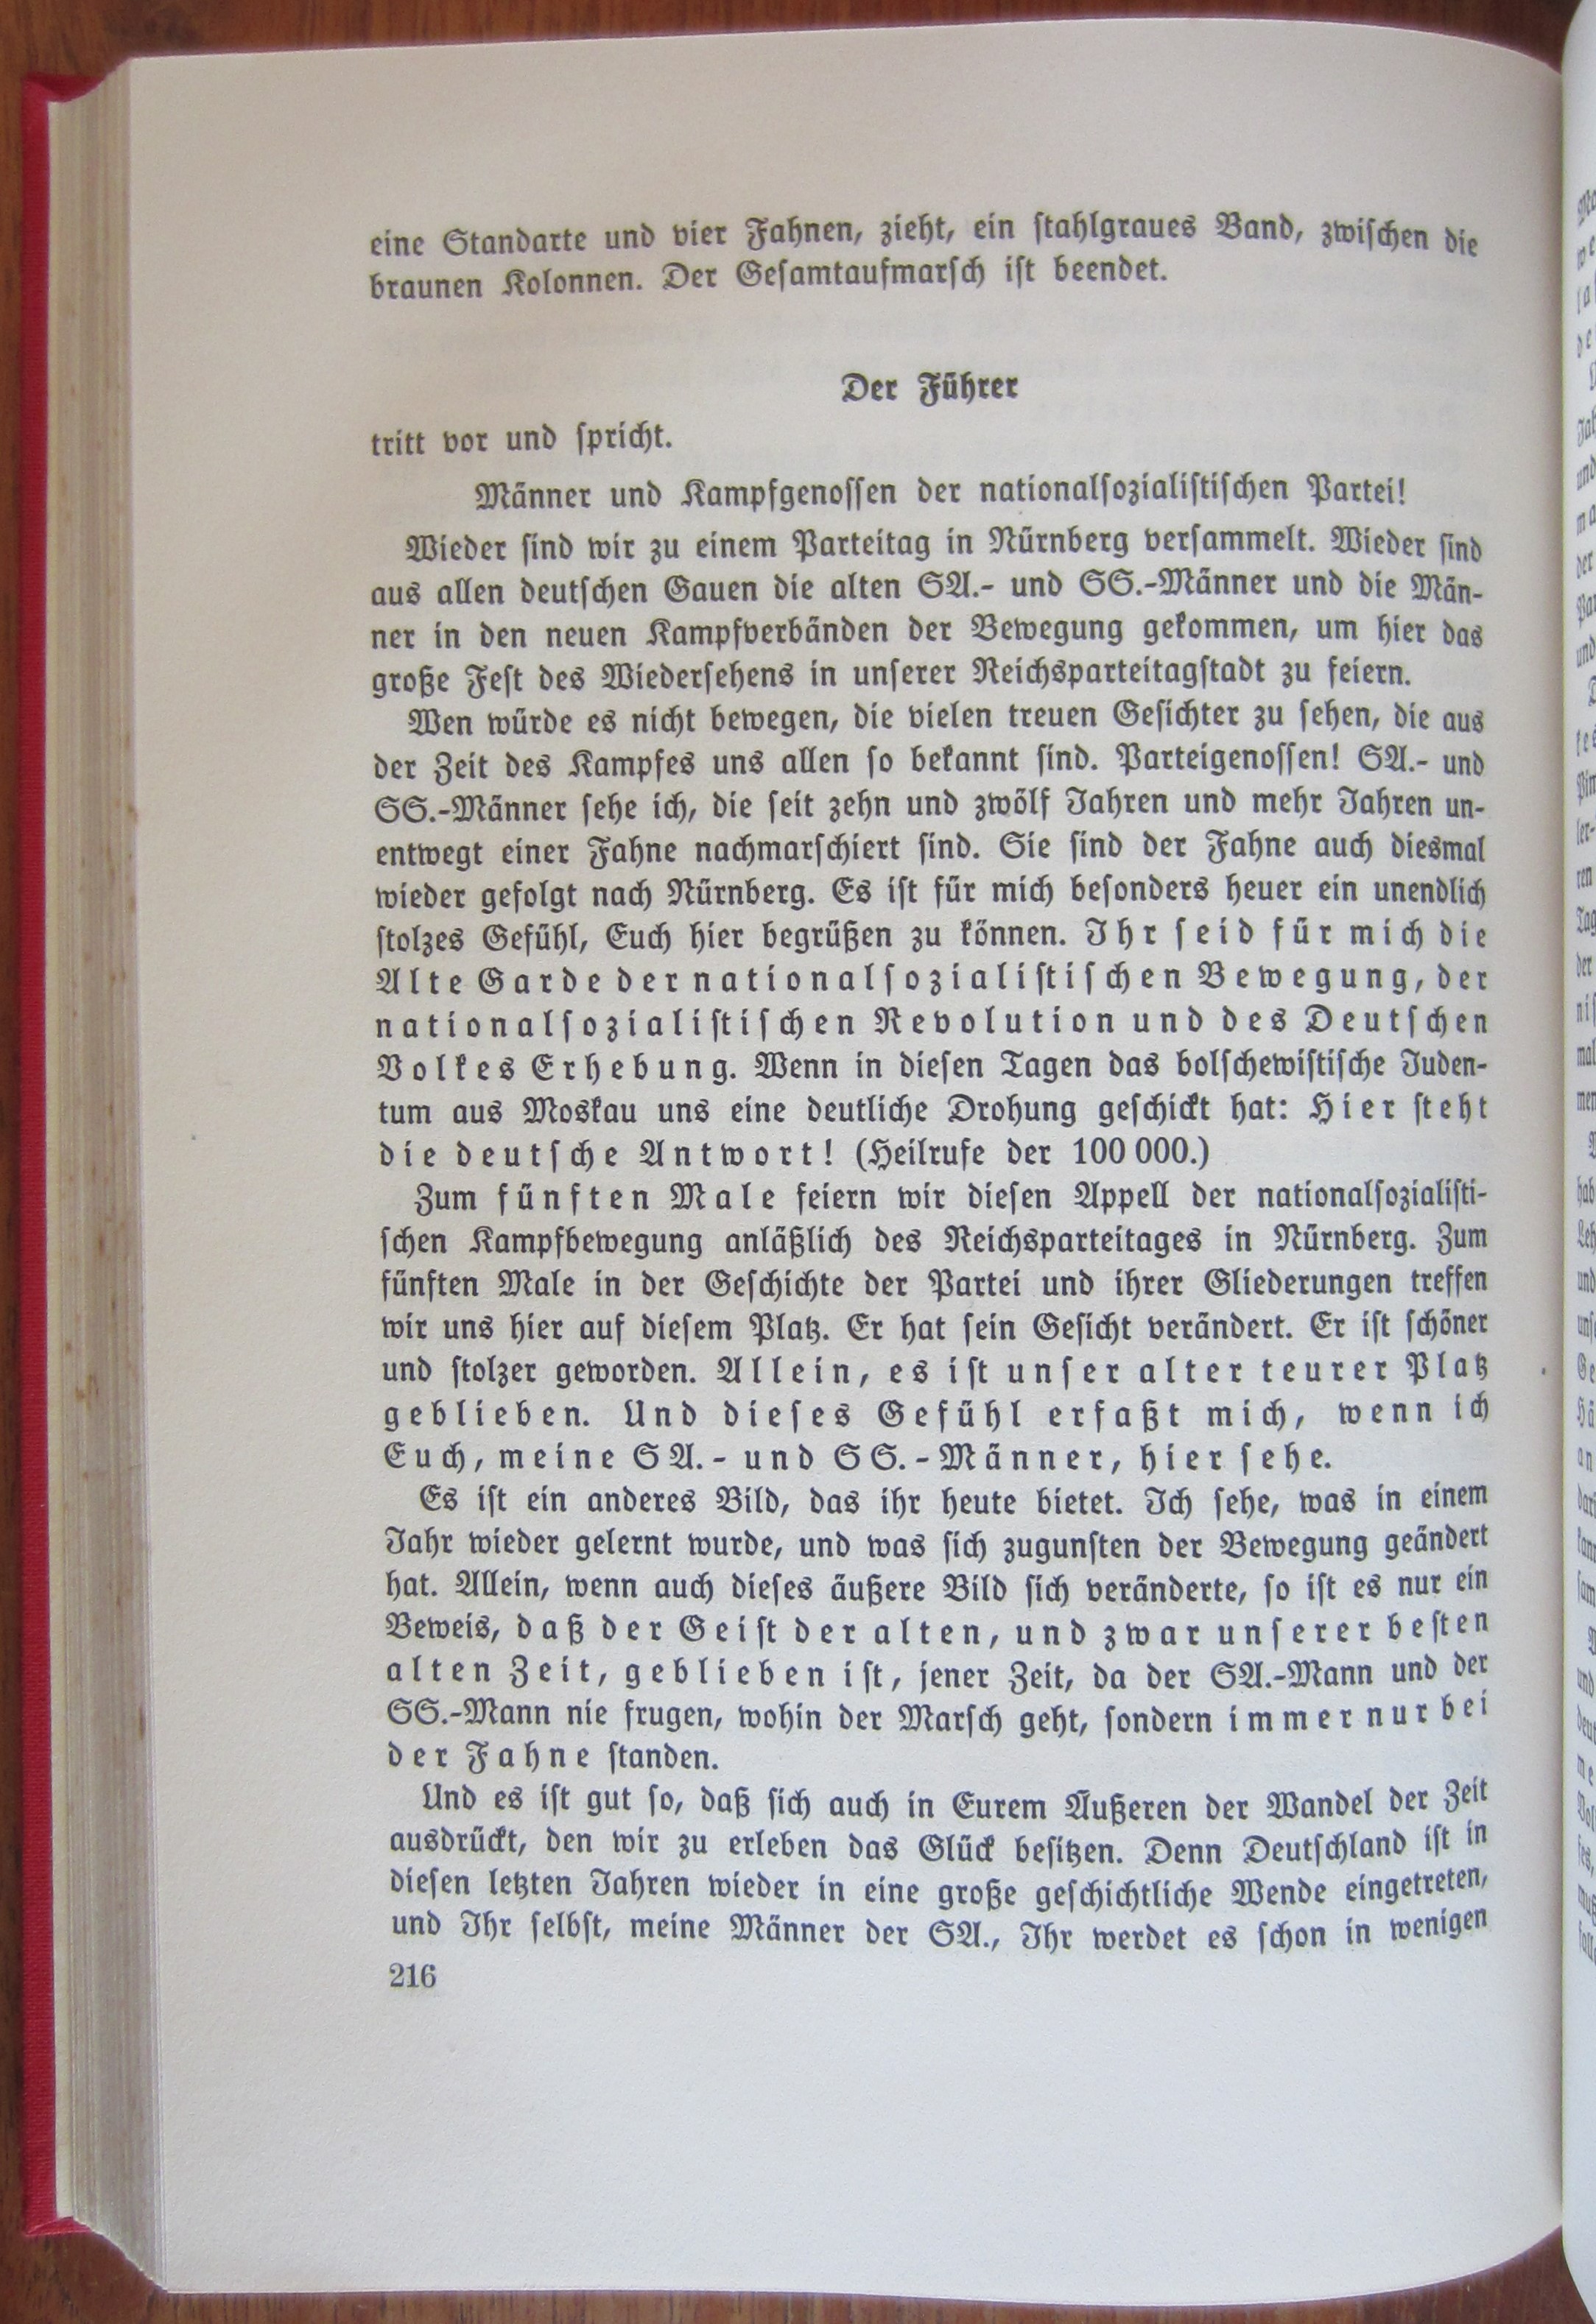 eine Standarte und vier Fahnen, zieht, ein stahlgraues Band, zwischen die
braunen Kolonnen. Der Gesamtaufmarsch ist beendet.
Der Führer
tritt vor und spricht.
Männer und Kampfgenossen der nationalsozialistischen Partei!
Wieder sind wir zu einem Parteitag in Nürnberg versammelt. Wieder sind
aus allen deutschen Gauen die alten SA.- und SS.-Männer und die Män-
ner in den neuen Kampfverbänden der Bewegung gekommen, um hier das
große Fest des Wiedersehens in unserer Reichsparteitagstadt zu feiern.
Wen würde es nicht bewegen, die vielen treuen Gesichter zu sehen, die aus
der Zeit des Kampfes uns allen so bekannt sind. Parteigenossen! SA.- und
SS.-Männer sehe ich, die seit zehn und zwölf Jahren und mehr Jahren un-
entwegt einer Fahne nachmarschiert sind. Sie sind der Fahne auch diesmal
wieder gefolgt nach Nürnberg. Es ist für mich besonders heuer ein unendlich
stolzes Gefühl, Euch hier begrüßen zu können. Ihr seid für mich die
Alte Garde der nationalsozialistischen Bewegung, der
nationalsozialistischen Revolution und des Deutschen
Volkes Erhebung. Wenn in diesen Tagen das bolschewistische Juden-
tum aus Moskau uns eine deutliche Drohung geschickt hat: Hier steht
die deutsche Antwort! (Heilrufe der 100 000.)
Zum fünften Male feiern wir diesen Appell der nationalsozialisti-
schen Kampfbewegung anläßlich des Reichsparteitages in Nürnberg. Zum
fünften Male in der Geschichte der Partei und ihrer Gliederungen treffen
wir uns hier auf diesem Platz. Er hat sein Gesicht verändert. Er ist schöner
und stolzer geworden. Allein, es ist unser alter teurer Platz
geblieben. Und dieses Gefühl erfaßt mich, wenn ich
Euch, meine SA.- und SS.-Männer, hier sehe.
Es ist ein anderes Bild, das ihr heute bietet. Ich sehe, was in einem
Jahr wieder gelernt wurde, und was sich zugunsten der Bewegung geändert
hat. Allein, wenn auch dieses äußere Bild sich veränderte, so ist es nur ein
Beweis, daß der Geist der alten, und zwar unserer besten
alten Zeit, geblieben ist, jener Zeit, da der SA.-Mann und der
SS.-Mann nie frugen, wohin der Marsch geht, sondern immer nur bei
der Fahne standen.
Und es ist gut so, daß sich auch in Eurem Äußeren der Wandel der Zeit
ausdrückt, den wir zu erleben das Glück besitzen. Denn Deutschland ist in
diesen letzten Jahren wieder in eine große geschichtliche Wende eingetreten,
und Ihr selbst, meine Männer der SA., Ihr werdet es schon in wenigen
216